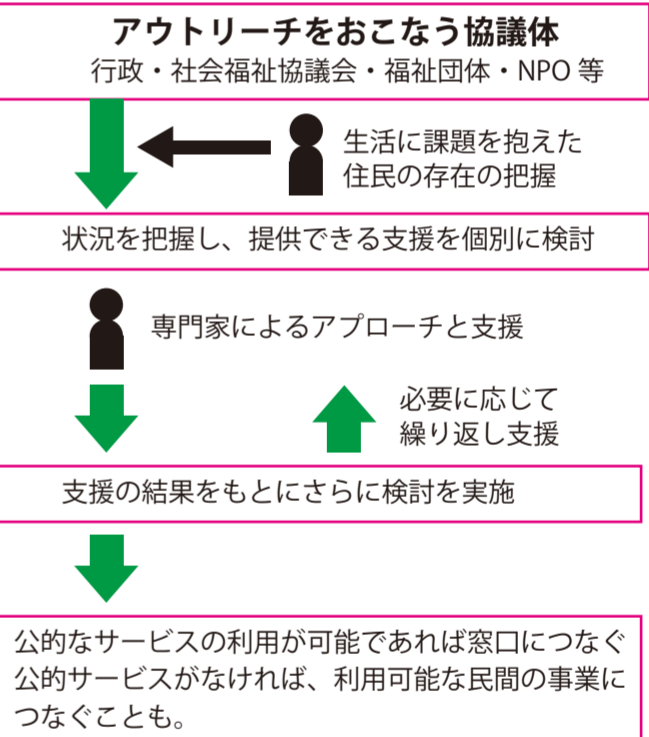 アウトリーチをおこなう協議体
行政・社会福祉協議会・福祉団体・NPO 等
生活に課題を抱えた
住民の存在の把握
状況を把握し、提供できる支援を個別に検討
専門家によるアプローチと支援
必要に応じて
繰り返し支援
支援の結果をもとにさらに検討を実施
公的なサービスの利用が可能であれば窓口につなぐ
公的サービスがなければ、利用可能な民間の事業に
つなぐことも。